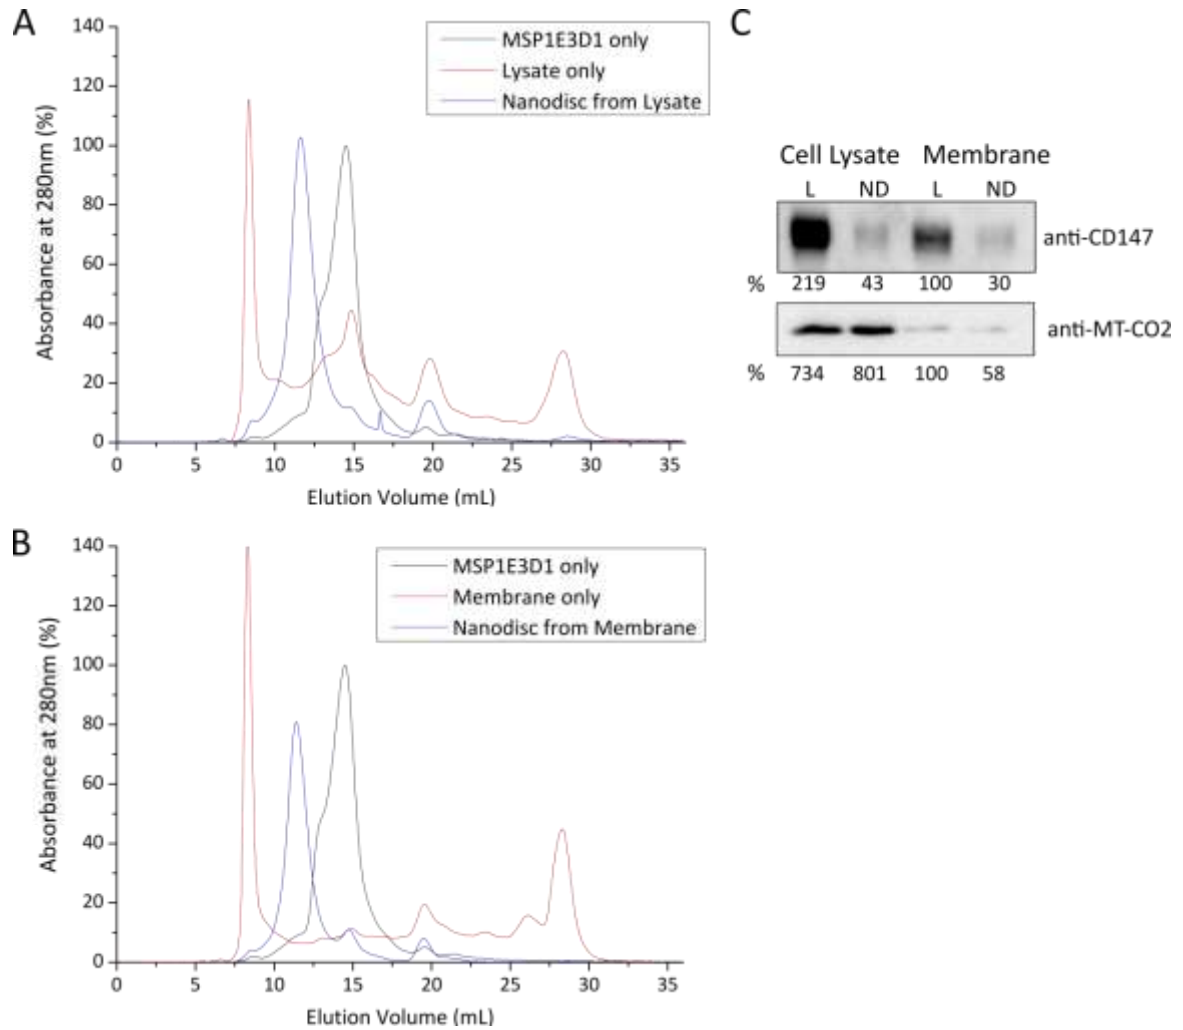 A
140
120
100
80
60
40
20
0
Absorbance at 280nm (%)
MSP1E3D1 only
Lysate only
Nanodisc from Lysate
0 5 10 15 20 25 30 35
Elution Volume (mL)
B
140
120
100
80
60
40
20
0
Absorbance at 280nm (%)
MSP1E3D1 only
Membrane only
Nanodisc from Membrane
0 5 10 15 20 25 30 35
Elution Volume (mL)
C
Cell Lysate Membrane
L ND L ND
anti-CD147
% 219 43 100 30
anti-MT-CO2
% 734 801 100 58